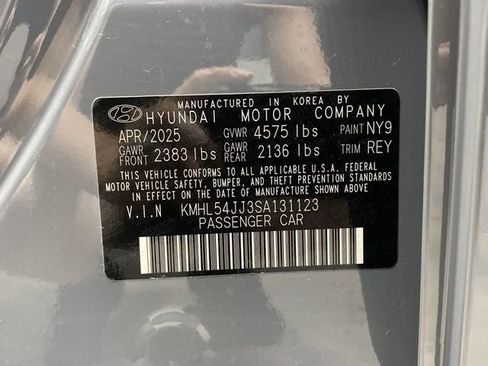 MANUFACTURED IN KOREA BY
HYUNDAI MOTOR COMPANY
APR/2025 GVWR 4575 lbs PAINT NY9
GAWR FRONT 2383 lbs GAWR REAR 2136 lbs TRIM REY
THIS VEHICLE CONFORMS TO ALL APPLICABLE U.S.A. FEDERAL
MOTOR VEHICLE SAFETY, BUMPER, AND THEFT PREVENTION STANDARDS
IN EFFECT ON THE DATE OF MANUFACTURE SHOWN ABOVE.
V.I.N KMHL54JJ3SA131123
PASSENGER CAR